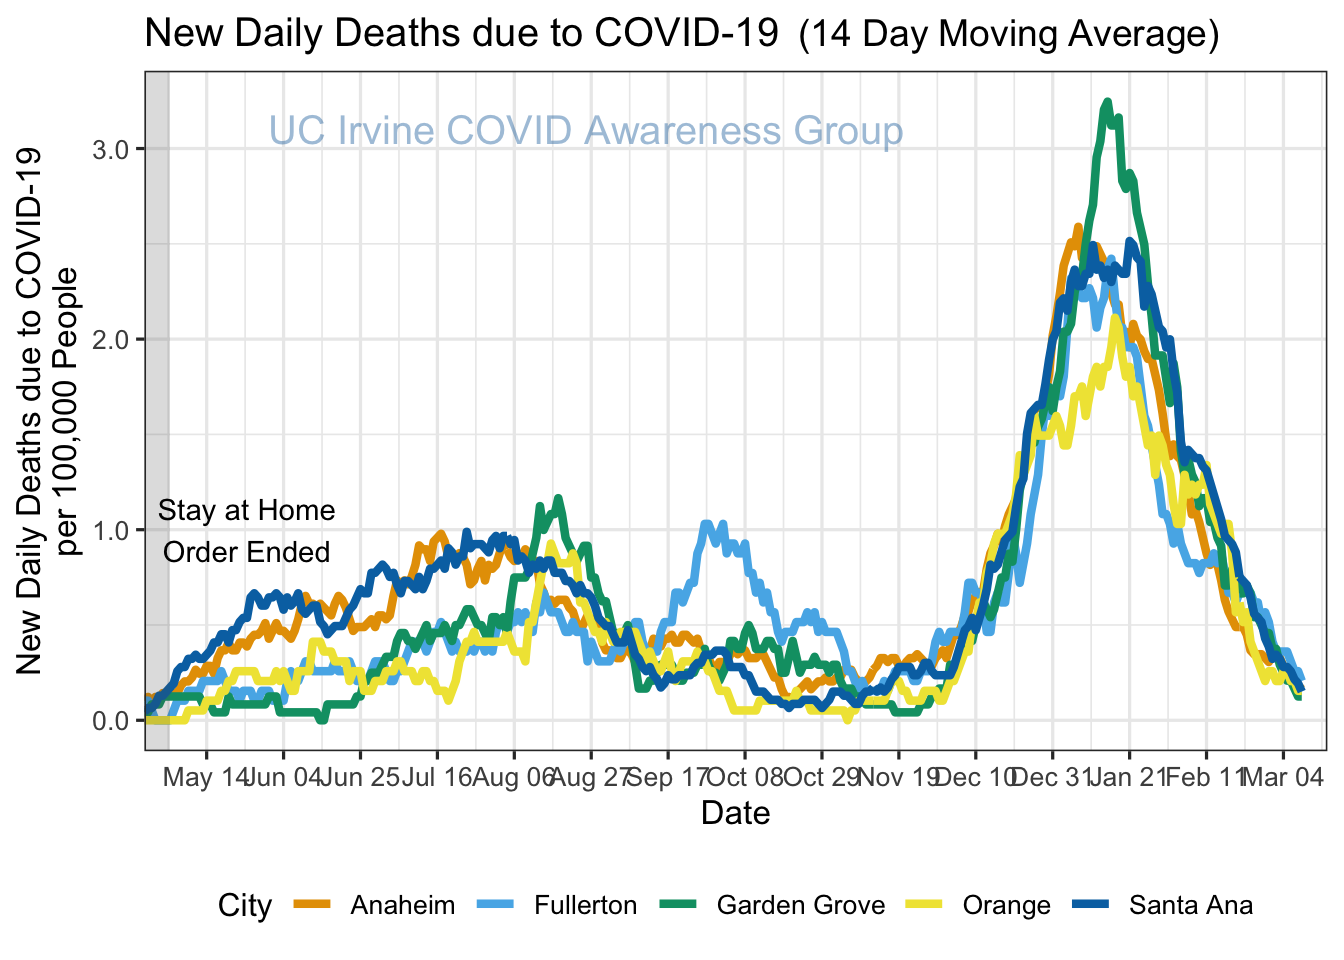 New Daily Deaths due to COVID-19 (14 Day Moving Average)
UC Irvine COVID Awareness Group
New Daily Deaths due to COVID-19
per 100,000 People
3.0
2.0
1.0
0.0
Stay at Home
Order Ended
May 14 Jun 04 Jun 25 Jul 16 Aug 06 Aug 27 Sep 17 Oct 08 Oct 29 Nov 19 Dec 10 Dec 31 Jan 21 Feb 11 Mar 04
Date
City Anaheim Fullerton Garden Grove Orange Santa Ana